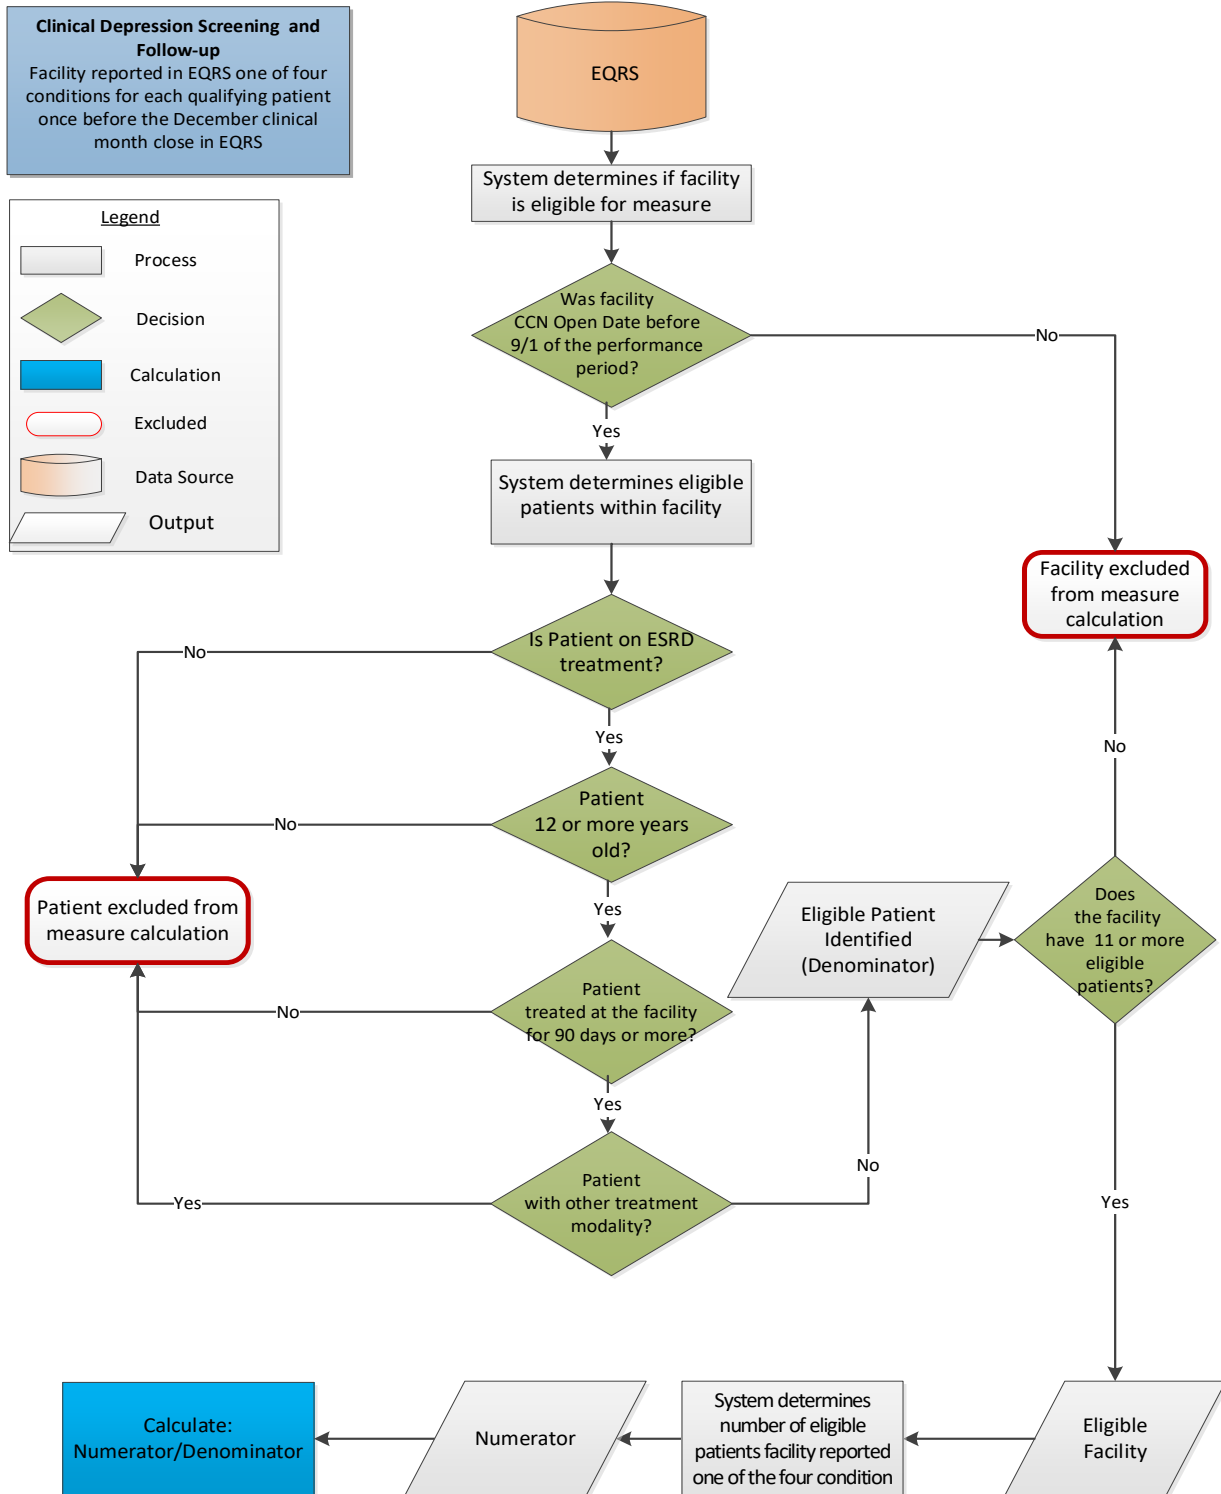 Clinical Depression Screening and
Follow-up
Facility reported in EQRS one of four
conditions for each qualifying patient
once before the December clinical
month close in EQRS
Legend
Process
Decision
Calculation
Excluded
Data Source
Output
EQRS
System determines if facility
is eligible for measure
Was facility
CCN Open Date before
9/1 of the performance
period?
No
Yes
System determines eligible
patients within facility
Facility excluded
from measure
calculation
Is Patient on ESRD
treatment?
No
Yes
No
Patient
12 or more years
old?
No
Yes
Patient excluded from
measure calculation
Eligible Patient
Identified
(Denominator)
Does
the facility
have 11 or more
eligible
patients?
Patient
treated at the facility
for 90 days or more?
No
Yes
Patient
with other treatment
modality?
Yes
No
Yes
Calculate:
Numerator/Denominator
Numerator
System determines
number of eligible
patients facility reported
one of the four condition
Eligible
Facility